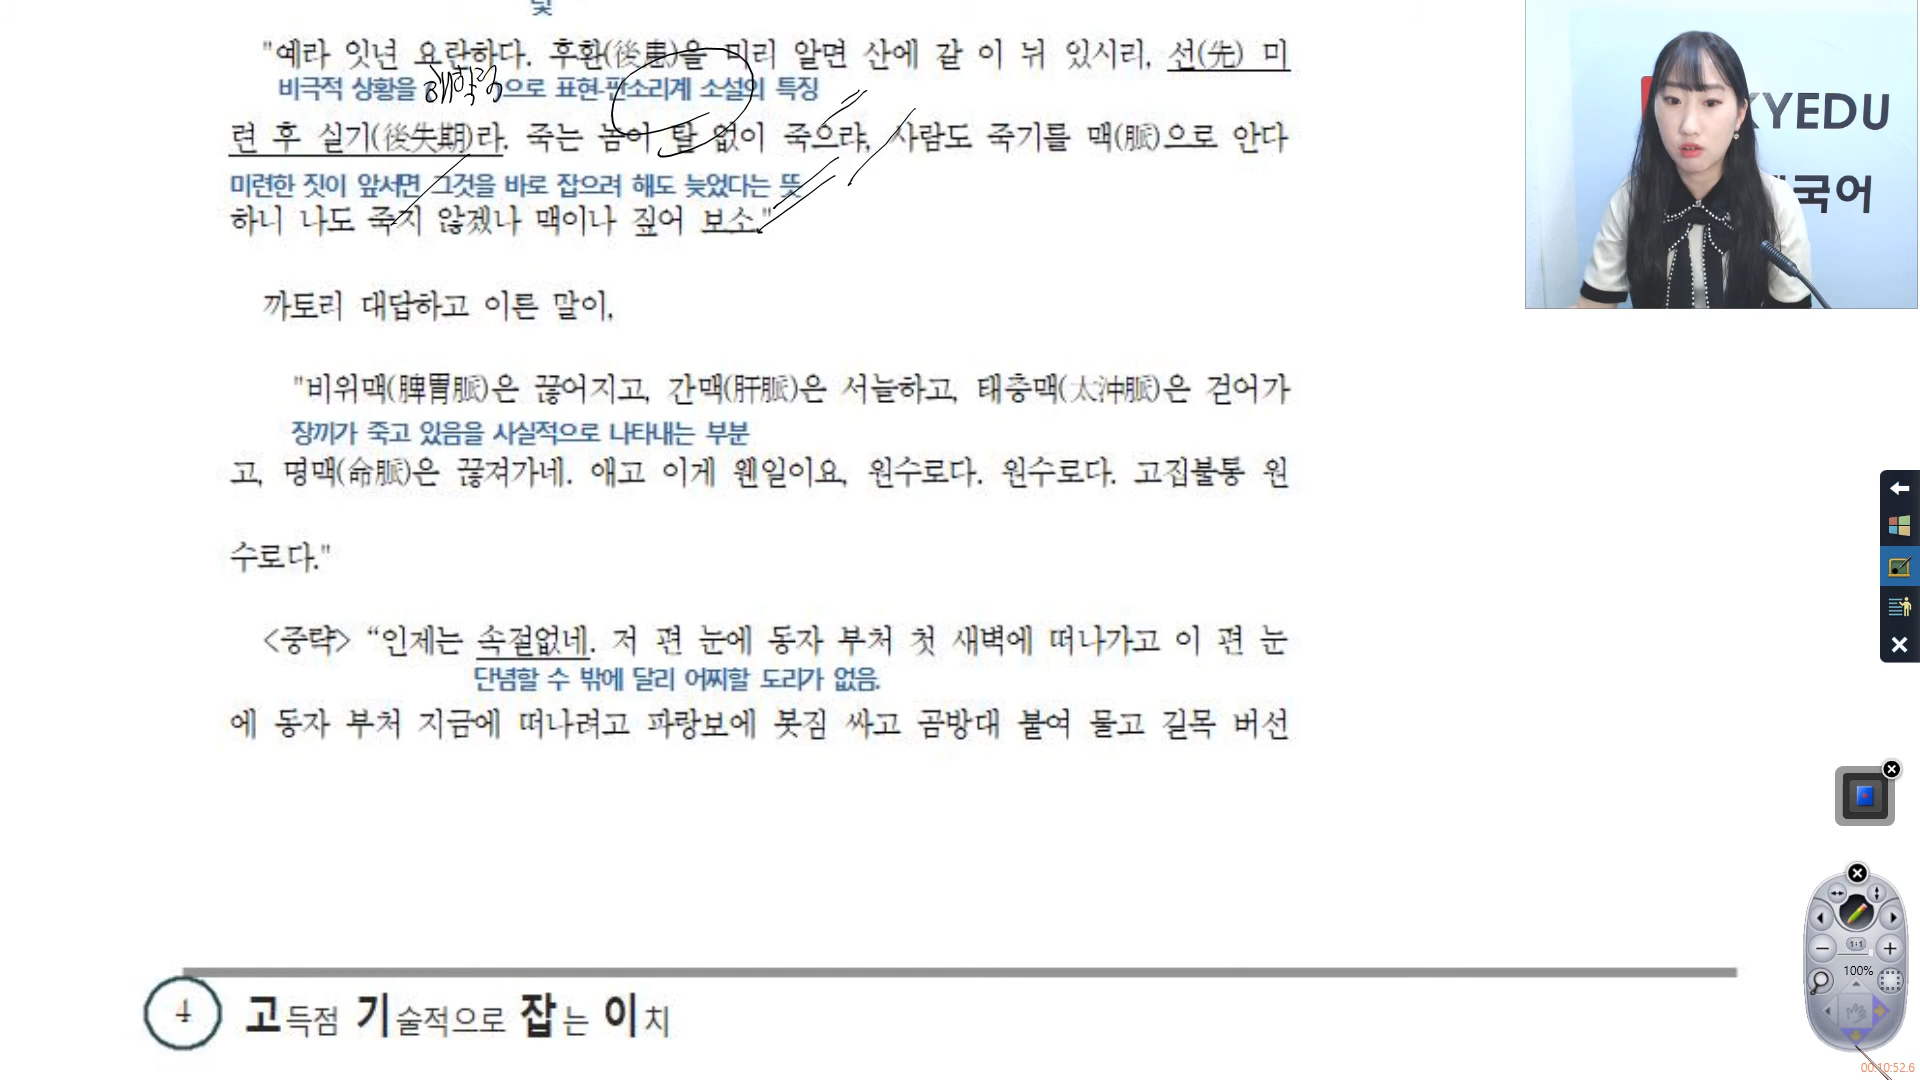 및
"예라 잇년 요란하다. 후환(後患)을 미리 알면 산에 갈 이 뉘 있시리, 선(先) 미
비극적 상황을 해학적으로 표현-판소리계 소설의 특징
련 후 실기(後失期)라. 죽는 놈이 탈 없이 죽으랴, 사람도 죽기를 맥(脈)으로 안다
미련한 짓이 앞서면 그것을 바로 잡으려 해도 늦었다는 뜻
하니 나도 죽지 않겠나 맥이나 짚어 보소."
까토리 대답하고 이른 말이,
"비위맥(脾胃脈)은 끊어지고, 간맥(肝脈)은 서늘하고, 태충맥(太沖脈)은 걷어가
장끼가 죽고 있음을 사실적으로 나타내는 부분
고, 명맥(命脈)은 끊져가네. 애고 이게 웬일이요, 원수로다. 원수로다. 고집불통 원
수로다."
<중략> “인제는 속절없네. 저 편 눈에 동자 부처 첫 새벽에 떠나가고 이 편 눈
단념할 수 밖에 달리 어찌할 도리가 없음.
에 동자 부처 지금에 떠나려고 파랑보에 봇짐 싸고 곰방대 붙여 물고 길목 버선
4 고득점 기술적으로 잡는 이치
KYEDU
국어
1:1
100%
00:10:52.6